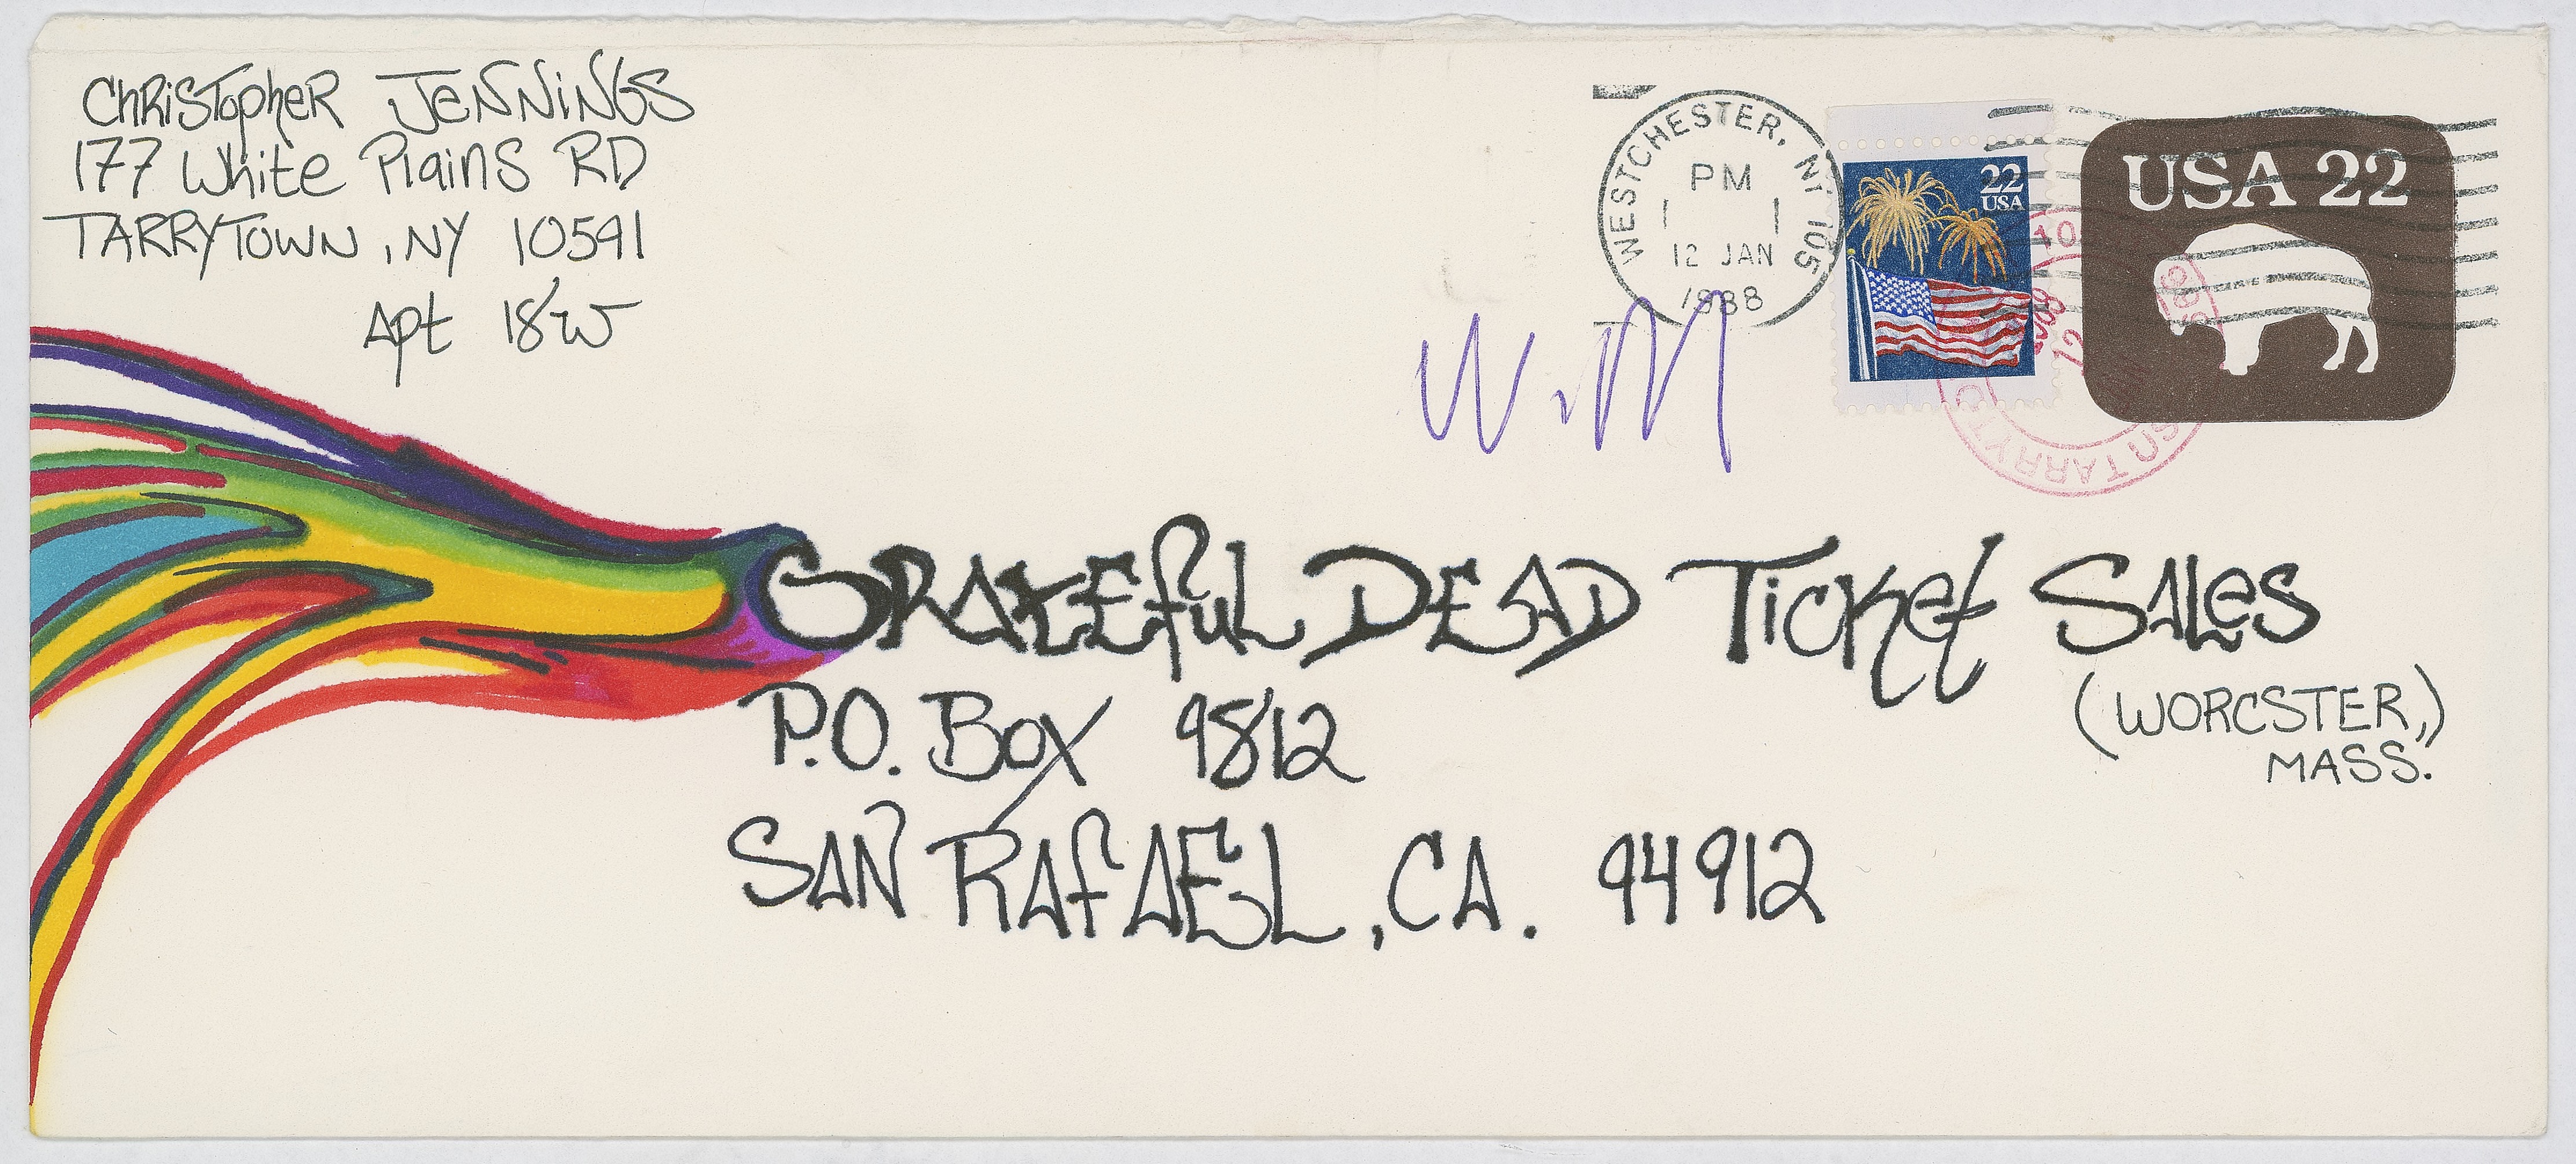 ChRiSTopheR JeNNiNGS
177 White Plains RD
TARRYTOWN, NY 10591
Apt 18W
WESTCHESTER, NY 105
PM
12 JAN
1988
22
USA
USA 22
W.M
GRATEfuL DEAD TicKet SALes
(WORCSTER,)
MASS.
P.O. Box 9812
SAN RAfAEL, CA. 94912
TARRYT